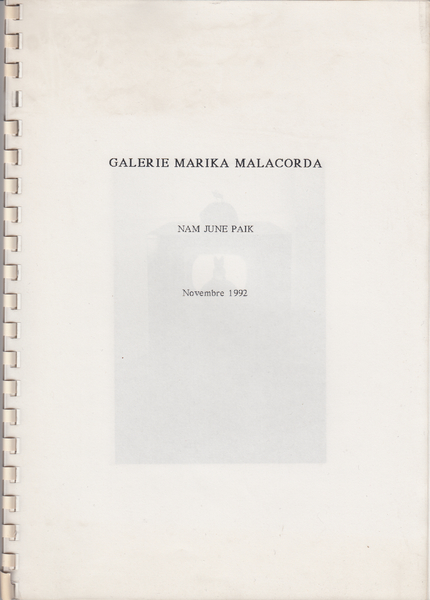 GALERIE MARIKA MALACORDA
NAM JUNE PAIK
Novembre 1992